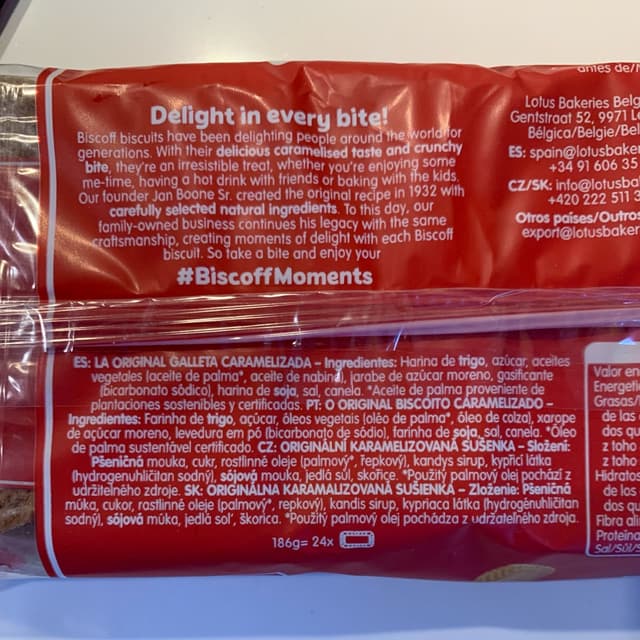 Delight in every bite!
Biscoff biscuits have been delighting people around the world for
generations. With their delicious caramelised taste and crunchy
bite, they're an irresistible treat, whether you're enjoying some
me-time, having a hot drink with friends or baking with the kids.
Our founder Jan Boone Sr. created the original recipe in 1932 with
carefully selected natural ingredients. To this day, our
family-owned business continues his legacy with the same
craftsmanship, creating moments of delight with each Biscoff
biscuit. So take a bite and enjoy your
#BiscoffMoments
antes de/
Lotus Bakeries Belg
Gentstraat 52, 9971 Le
Bélgica/Belgie/Be
ES: spain@lotusbaker
+34 91 606 35
CZ/SK: info@lotusba
+420 222 511 3
Otros países/Outro
export@lotusbaker
ES: LA ORIGINAL GALLETA CARAMELIZADA – Ingredientes: Harina de trigo, azúcar, aceites
vegetales (aceite de palma*, aceite de nabina), jarabe de azúcar moreno, gasificante
(bicarbonato sódico), harina de soja, sal, canela. *Aceite de palma proveniente de
plantaciones sostenibles y certificadas. PT: O ORIGINAL BISCOITO CARAMELIZADO –
Ingredientes: Farinha de trigo, açúcar, óleos vegetais (óleo de palma*, óleo de colza), xarope
de açúcar moreno, levedura em pó (bicarbonato de sódio), farinha de soja, sal, canela. *Óleo
de palma sustentável certificado. CZ: ORIGINÁLNÍ KARAMELIZOVANÁ SUŠENKA – Složení:
Pšeničná mouka, cukr, rostlinné oleje (palmový*, řepkový), kandys sirup, kypřicí látka
(hydrogenuhličitan sodný), sójová mouka, jedlá sůl, skořice. *Použitý palmový olej pochází z
udržitelného zdroje. SK: ORIGINÁLNA KARAMALIZOVANÁ SUŠIENKA – Zloženie: Pšeničná
múka, cukor, rastlinné oleje (palmový*, repkový), kandis sirup, kypriaca látka (hydrogénuhličitan
sodný), sójová múka, jedlá soľ, škorica. *Použitý palmový olej pochádza z udržateľného zdroja.
186g= 24x
Valor en
Energeti
Grasas/
de las
dos qu
z toho
z toho
Hidratos
de los
dos qu
Fibra ali
Proteína
Sal/Sůl/S